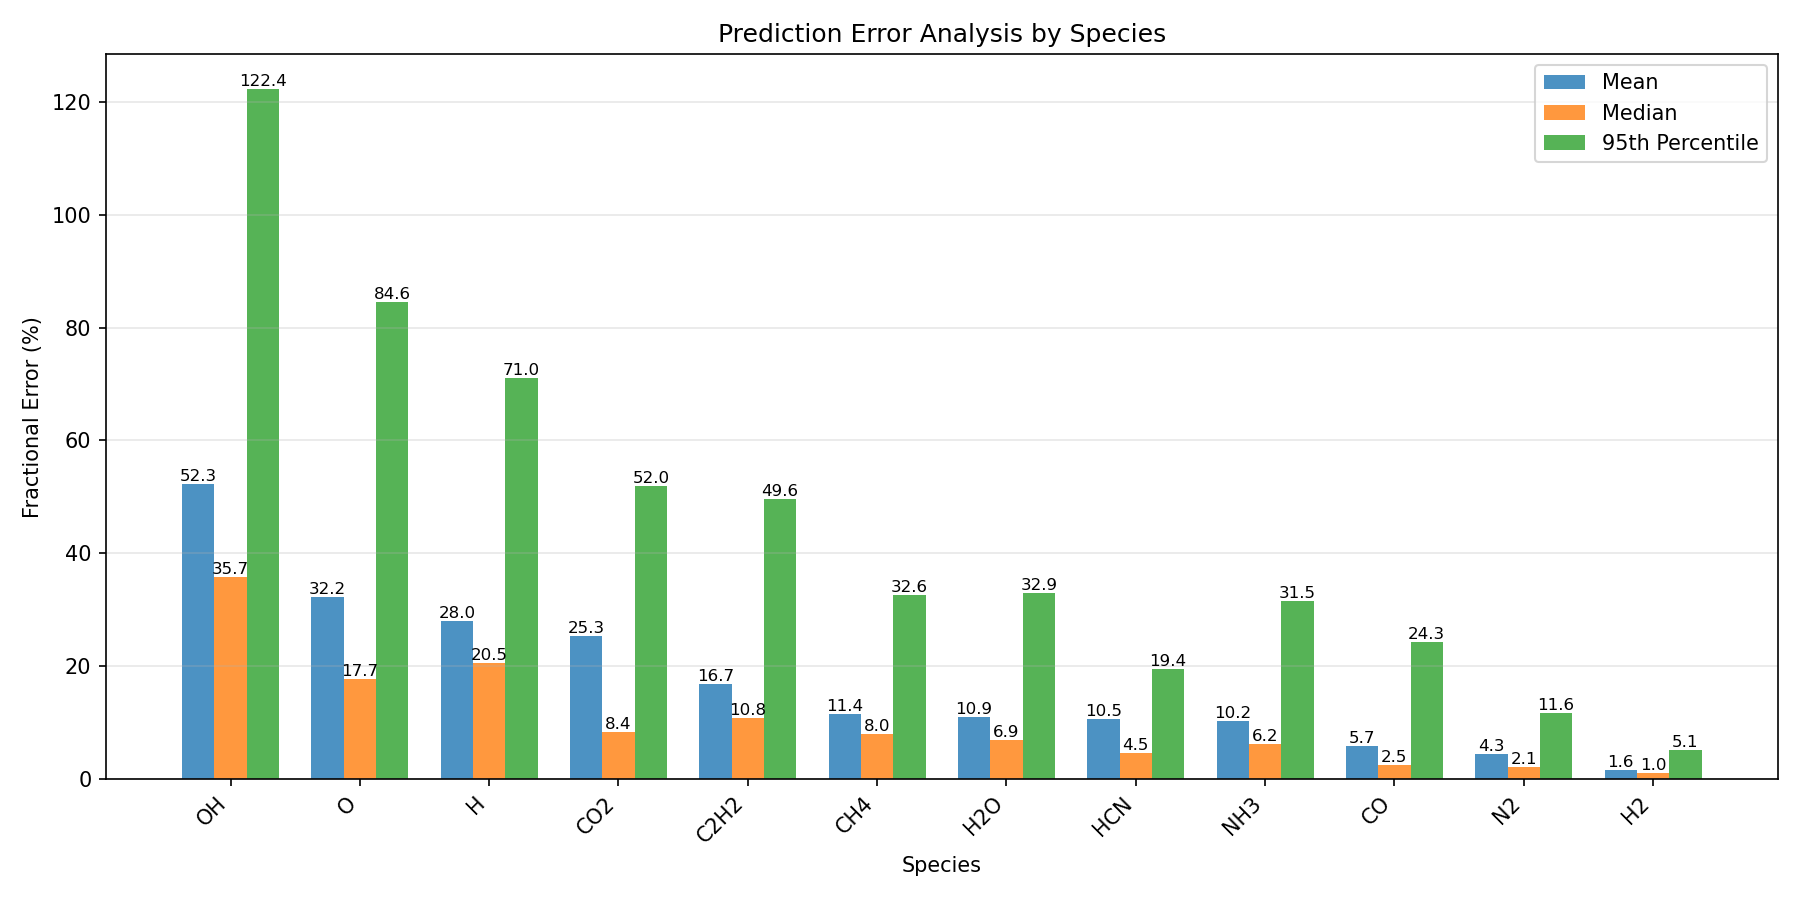 Prediction Error Analysis by Species
Mean
Median
95th Percentile
Fractional Error (%)
120
100
80
60
40
20
0
52.3 35.7 122.4
32.2 17.7 84.6
28.0 20.5 71.0
25.3 8.4 52.0
16.7 10.8 49.6
11.4 8.0 32.6
10.9 6.9 32.9
10.5 4.5 19.4
10.2 6.2 31.5
5.7 2.5 24.3
4.3 2.1 11.6
1.6 1.0 5.1
OH O H CO2 C2H2 CH4 H2O HCN NH3 CO N2 H2
Species